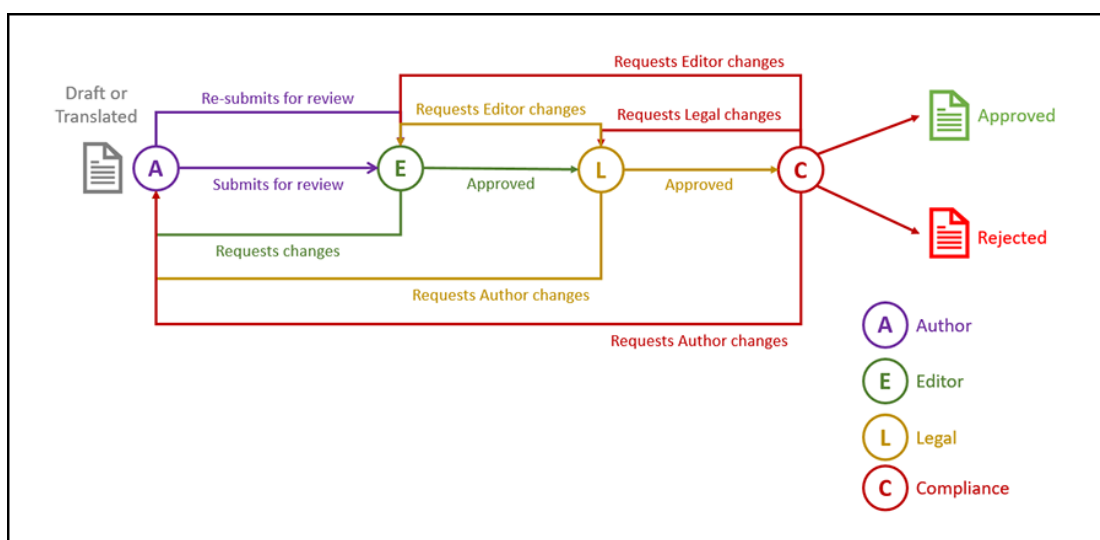 Requests Editor changes
Draft or
Translated
Re-submits for review
Requests Editor changes
Requests Legal changes
Approved
A
E
L
C
Submits for review
Approved
Approved
Requests changes
Rejected
Requests Author changes
Requests Author changes
A Author
E Editor
L Legal
C Compliance